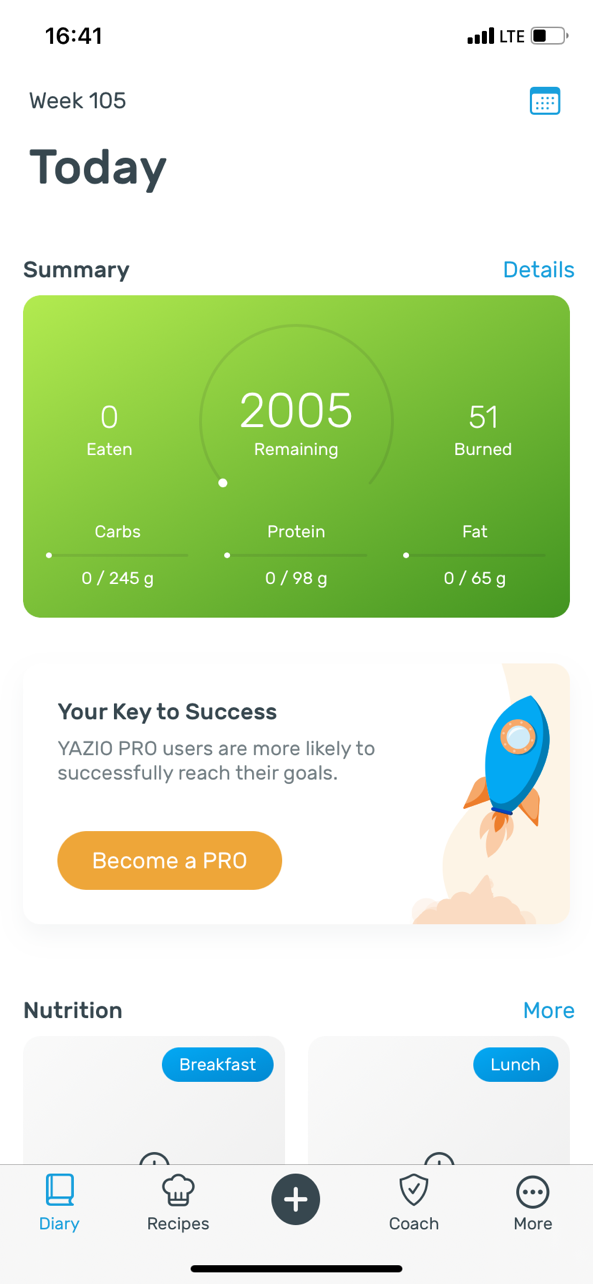 16:41
LTE
Week 105
Today
Summary
Details
0
2005
51
Eaten
Remaining
Burned
Carbs
Protein
Fat
0 / 245 g
0 / 98 g
0 / 65 g
Your Key to Success
YAZIO PRO users are more likely to
successfully reach their goals.
Become a PRO
Nutrition
More
Breakfast
Lunch
Diary
Recipes
Coach
More